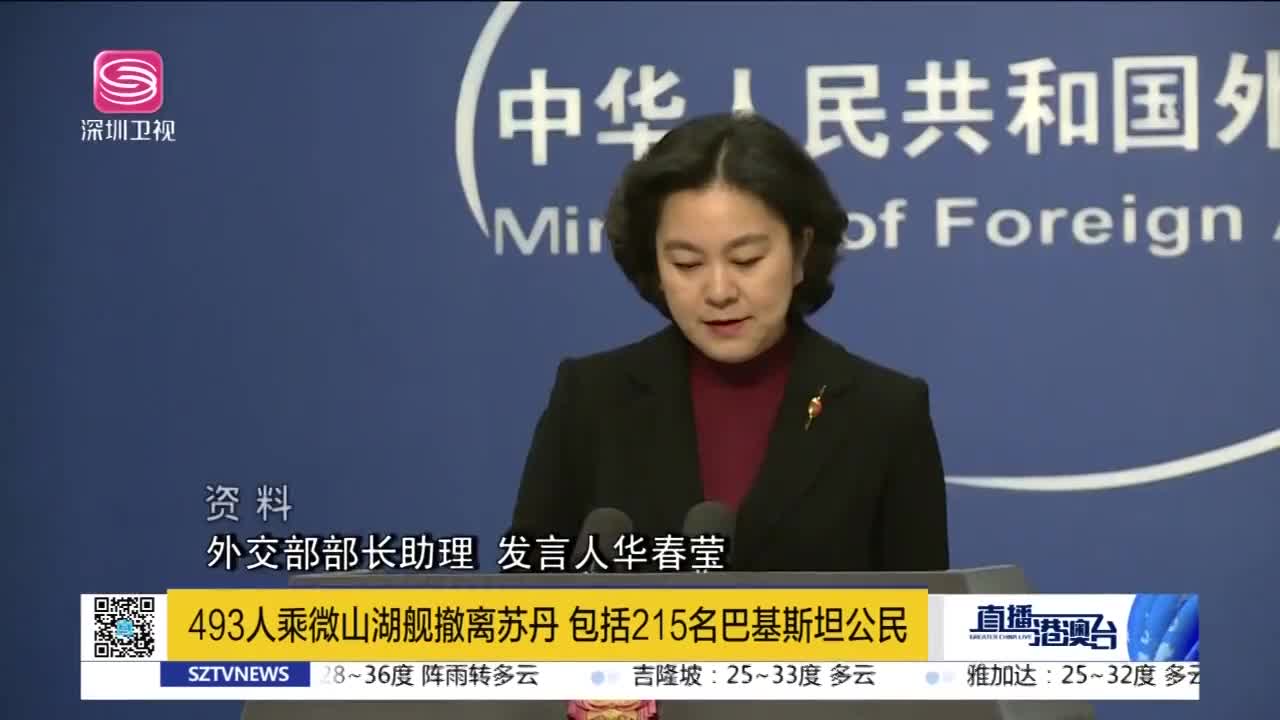 深圳卫视
中华人民共和国外
Min of Foreign
资料
外交部部长助理 发言人华春莹
493人乘微山湖舰撤离苏丹 包括215名巴基斯坦公民
直播港澳台
GREATER CHINA LIVE
SZTVNEWS
28~36度 阵雨转多云 吉隆坡：25~33度 多云 雅加达：25~32度 多云